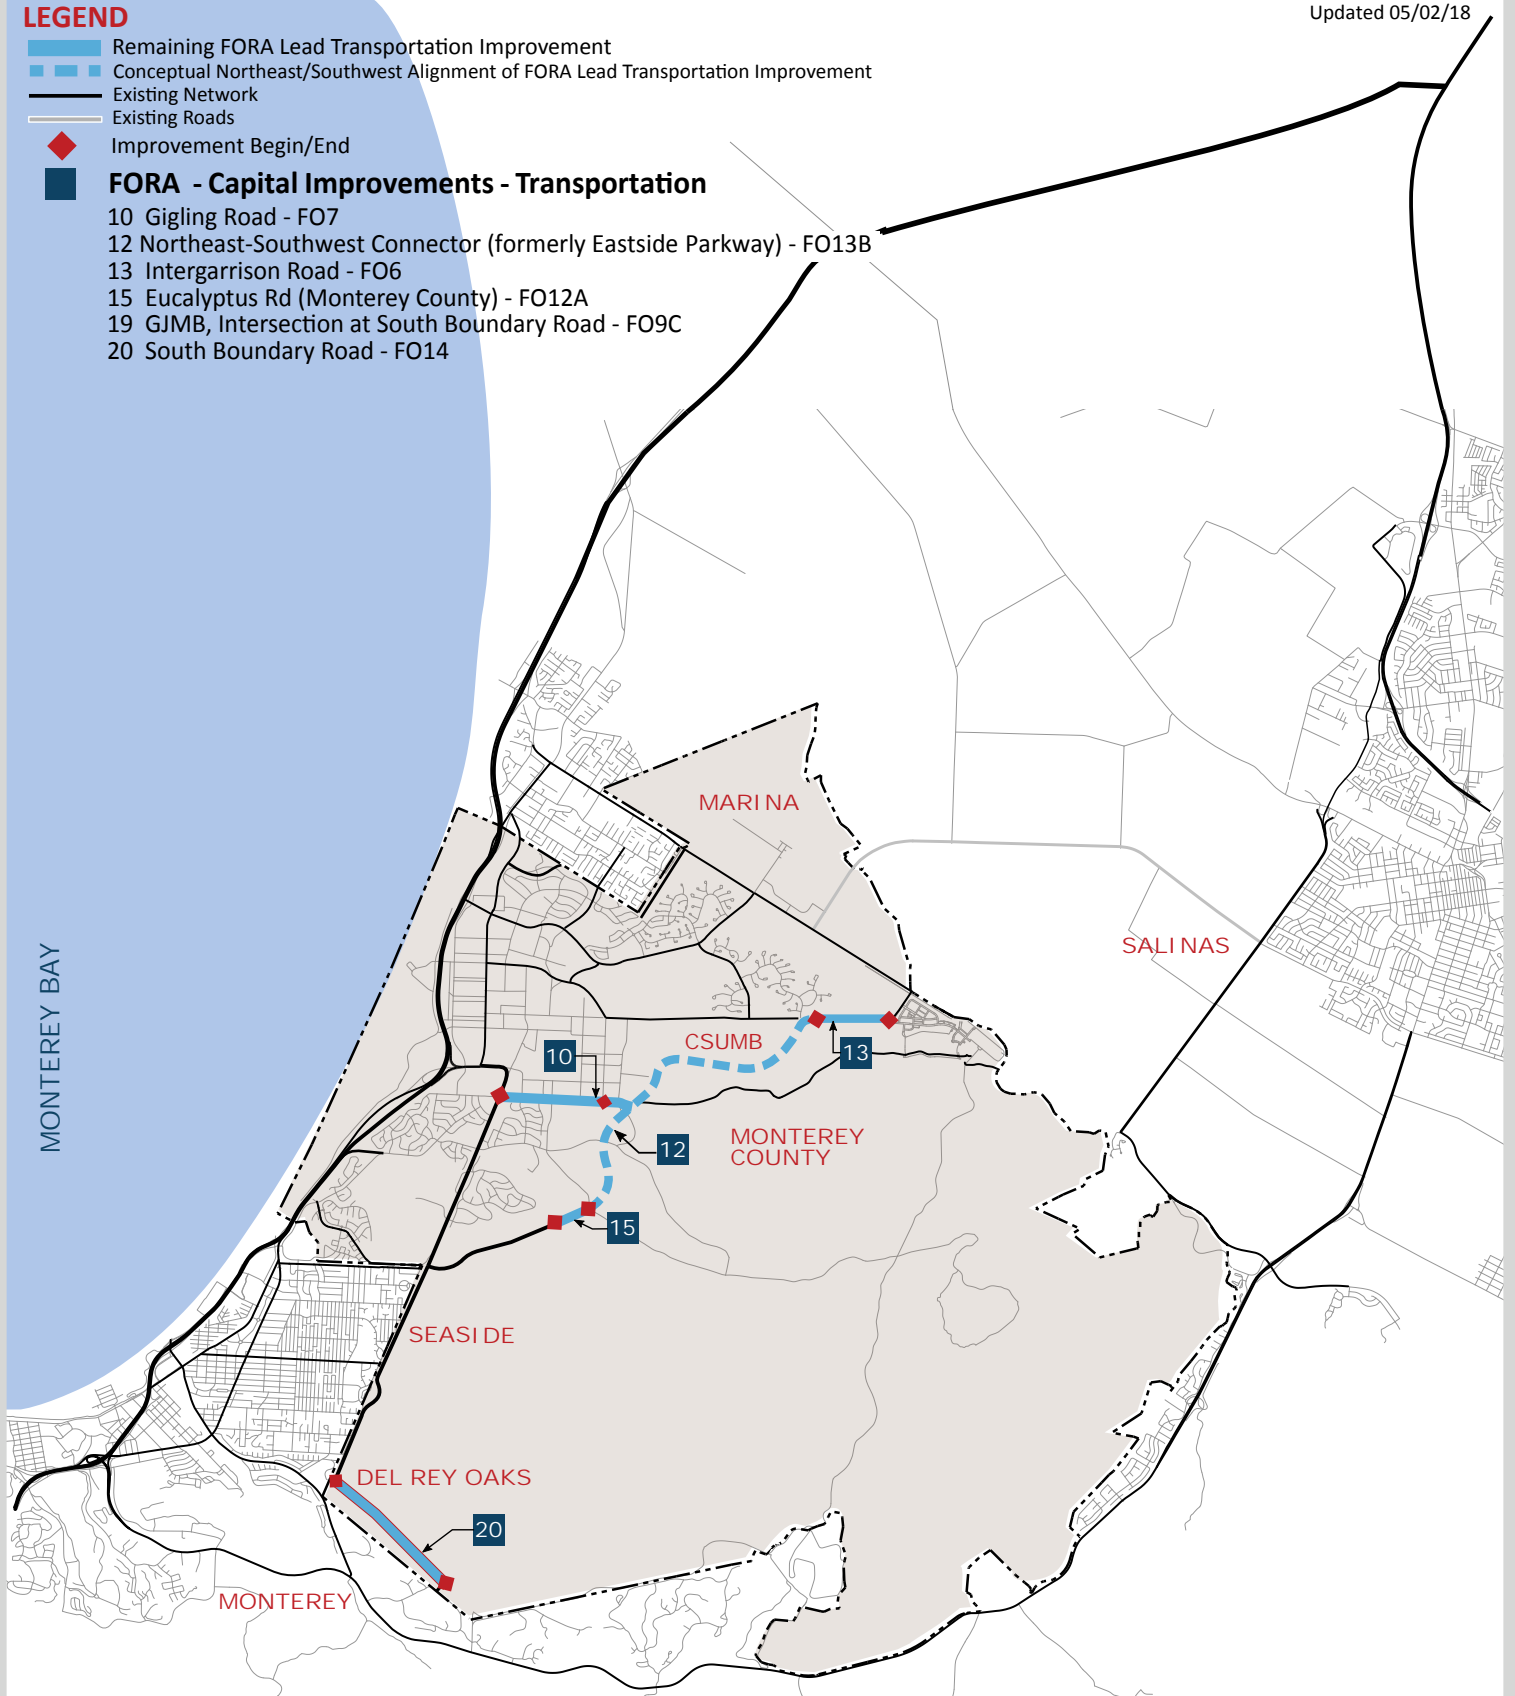 LEGEND
Updated 05/02/18
Remaining FORA Lead Transportation Improvement
Conceptual Northeast/Southwest Alignment of FORA Lead Transportation Improvement
Existing Network
Existing Roads
Improvement Begin/End
FORA - Capital Improvements - Transportation
10 Gigling Road - FO7
12 Northeast-Southwest Connector (formerly Eastside Parkway) - FO13B
13 Intergarrison Road - FO6
15 Eucalyptus Rd (Monterey County) - FO12A
19 GJMB, Intersection at South Boundary Road - FO9C
20 South Boundary Road - FO14
MARINA
SALINAS
MONTEREY BAY
CSUMB
10
13
12
MONTEREY
COUNTY
15
SEASIDE
DEL REY OAKS
20
MONTEREY